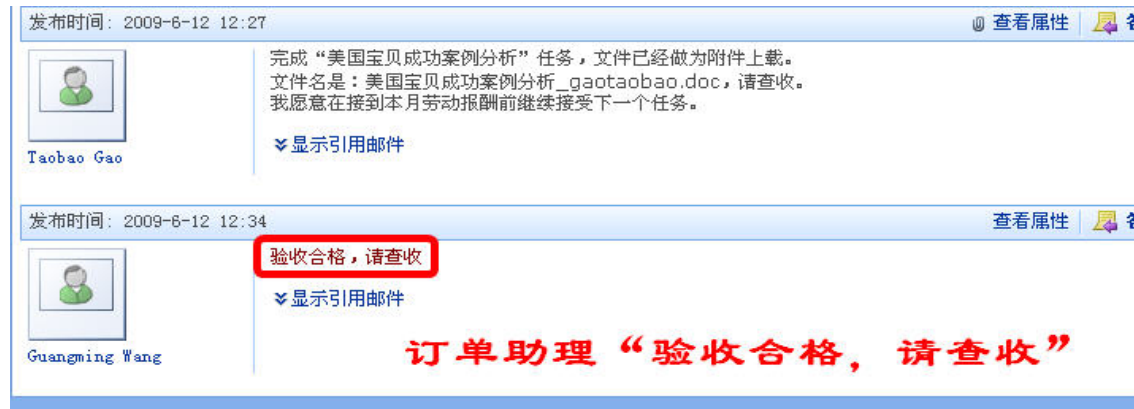 发布时间: 2009-6-12 12:27 查看属性
Taobao Gao
完成“美国宝贝成功案例分析”任务，文件已经做为附件上载。
文件名是：美国宝贝成功案例分析_gaotaobao.doc，请查收。
我愿意在接到本月劳动报酬前继续接受下一个任务。
显示引用邮件
发布时间: 2009-6-12 12:34 查看属性
Guangming Wang
验收合格，请查收
显示引用邮件
订单助理“验收合格，请查收”